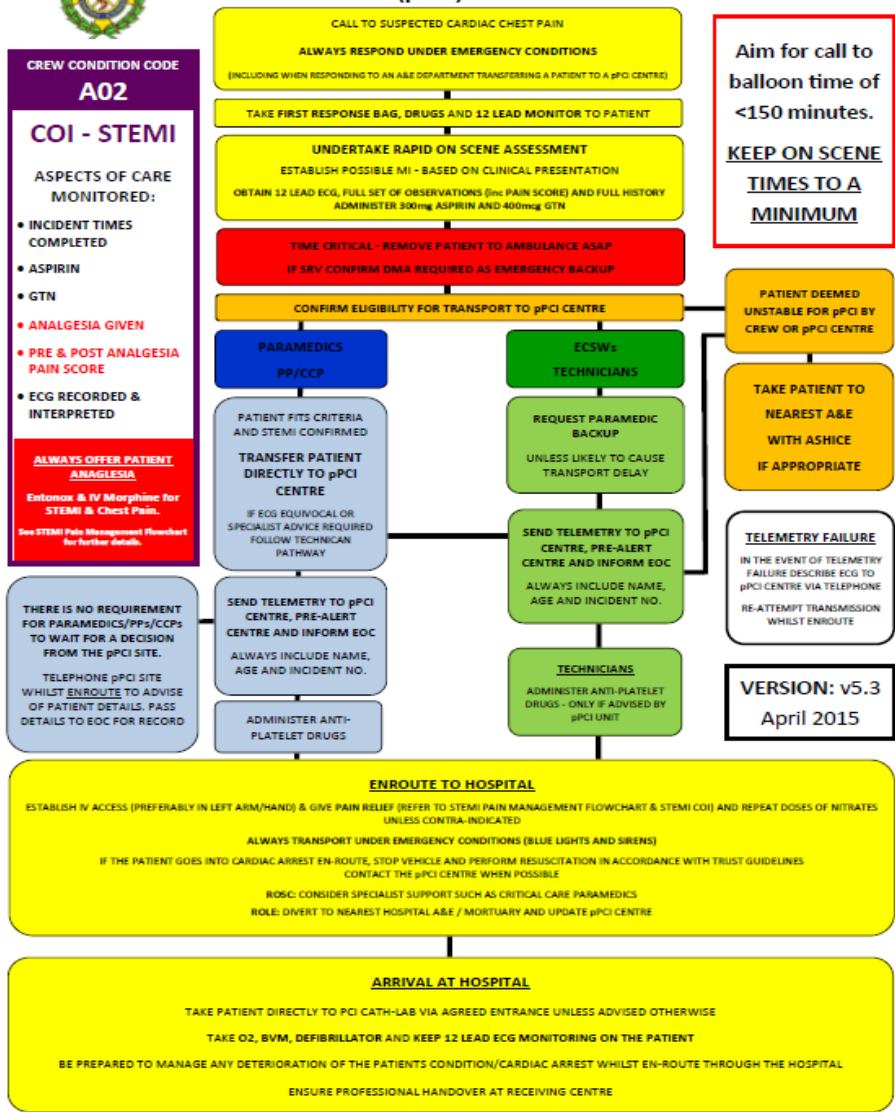 CALL TO SUSPECTED CARDIAC CHEST PAIN
ALWAYS RESPOND UNDER EMERGENCY CONDITIONS
(INCLUDING WHEN RESPONDING TO AN A&E DEPARTMENT TRANSFERRING A PATIENT TO A pPCI CENTRE)
TAKE FIRST RESPONSE BAG, DRUGS AND 12 LEAD MONITOR TO PATIENT
UNDERTAKE RAPID ON SCENE ASSESSMENT
ESTABLISH POSSIBLE MI - BASED ON CLINICAL PRESENTATION
OBTAIN 12 LEAD ECG, FULL SET OF OBSERVATIONS (inc PAIN SCORE) AND FULL HISTORY
ADMINISTER 300mg ASPIRIN AND 400mcg GTN
TIME CRITICAL - REMOVE PATIENT TO AMBULANCE ASAP
IF SRV CONFIRM DMA REQUIRED AS EMERGENCY BACKUP
CONFIRM ELIGIBILITY FOR TRANSPORT TO pPCI CENTRE
Aim for call to
balloon time of
<150 minutes.
KEEP ON SCENE
TIMES TO A
MINIMUM
CREW CONDITION CODE
A02
COI - STEMI
ASPECTS OF CARE
MONITORED:
• INCIDENT TIMES
COMPLETED
• ASPIRIN
• GTN
• ANALGESIA GIVEN
• PRE & POST ANALGESIA
PAIN SCORE
• ECG RECORDED &
INTERPRETED
ALWAYS OFFER PATIENT
ANAGLESIA
Entonox & IV Morphine for
STEMI & Chest Pain.
See STEMI Pain Management Flowchart
for further details.
PARAMEDICS
PP/CCP
PATIENT FITS CRITERIA
AND STEMI CONFIRMED
TRANSFER PATIENT
DIRECTLY TO pPCI
CENTRE
IF ECG EQUIVOCAL OR
SPECIALIST ADVICE REQUIRED
FOLLOW TECHNICAN
PATHWAY
SEND TELEMETRY TO pPCI
CENTRE, PRE-ALERT
CENTRE AND INFORM EOC
ALWAYS INCLUDE NAME,
AGE AND INCIDENT NO.
ADMINISTER ANTI-
PLATELET DRUGS
THERE IS NO REQUIREMENT
FOR PARAMEDICS/PPs/CCPs
TO WAIT FOR A DECISION
FROM THE pPCI SITE.
TELEPHONE pPCI SITE
WHILST ENROUTE TO ADVISE
OF PATIENT DETAILS. PASS
DETAILS TO EOC FOR RECORD
ECSWs
TECHNICIANS
REQUEST PARAMEDIC
BACKUP
UNLESS LIKELY TO CAUSE
TRANSPORT DELAY
SEND TELEMETRY TO pPCI
CENTRE, PRE-ALERT
CENTRE AND INFORM EOC
ALWAYS INCLUDE NAME,
AGE AND INCIDENT NO.
TECHNICIANS
ADMINISTER ANTI-PLATELET
DRUGS - ONLY IF ADVISED BY
pPCI UNIT
PATIENT DEEMED
UNSTABLE FOR pPCI BY
CREW OR pPCI CENTRE
TAKE PATIENT TO
NEAREST A&E
WITH ASHICE
IF APPROPRIATE
TELEMETRY FAILURE
IN THE EVENT OF TELEMETRY
FAILURE DESCRIBE ECG TO
pPCI CENTRE VIA TELEPHONE
RE-ATTEMPT TRANSMISSION
WHILST ENROUTE
VERSION: v5.3
April 2015
ENROUTE TO HOSPITAL
ESTABLISH IV ACCESS (PREFERABLY IN LEFT ARM/HAND) & GIVE PAIN RELIEF (REFER TO STEMI PAIN MANAGEMENT FLOWCHART & STEMI COI) AND REPEAT DOSES OF NITRATES
UNLESS CONTRA-INDICATED
ALWAYS TRANSPORT UNDER EMERGENCY CONDITIONS (BLUE LIGHTS AND SIRENS)
IF THE PATIENT GOES INTO CARDIAC ARREST EN-ROUTE, STOP VEHICLE AND PERFORM RESUSCITATION IN ACCORDANCE WITH TRUST GUIDELINES
CONTACT THE pPCI CENTRE WHEN POSSIBLE
ROSC: CONSIDER SPECIALIST SUPPORT SUCH AS CRITICAL CARE PARAMEDICS
ROLE: DIVERT TO NEAREST HOSPITAL A&E / MORTUARY AND UPDATE pPCI CENTRE
ARRIVAL AT HOSPITAL
TAKE PATIENT DIRECTLY TO PCI CATH-LAB VIA AGREED ENTRANCE UNLESS ADVISED OTHERWISE
TAKE O2, BVM, DEFIBRILLATOR AND KEEP 12 LEAD ECG MONITORING ON THE PATIENT
BE PREPARED TO MANAGE ANY DETERIORATION OF THE PATIENTS CONDITION/CARDIAC ARREST WHILST EN-ROUTE THROUGH THE HOSPITAL
ENSURE PROFESSIONAL HANDOVER AT RECEIVING CENTRE